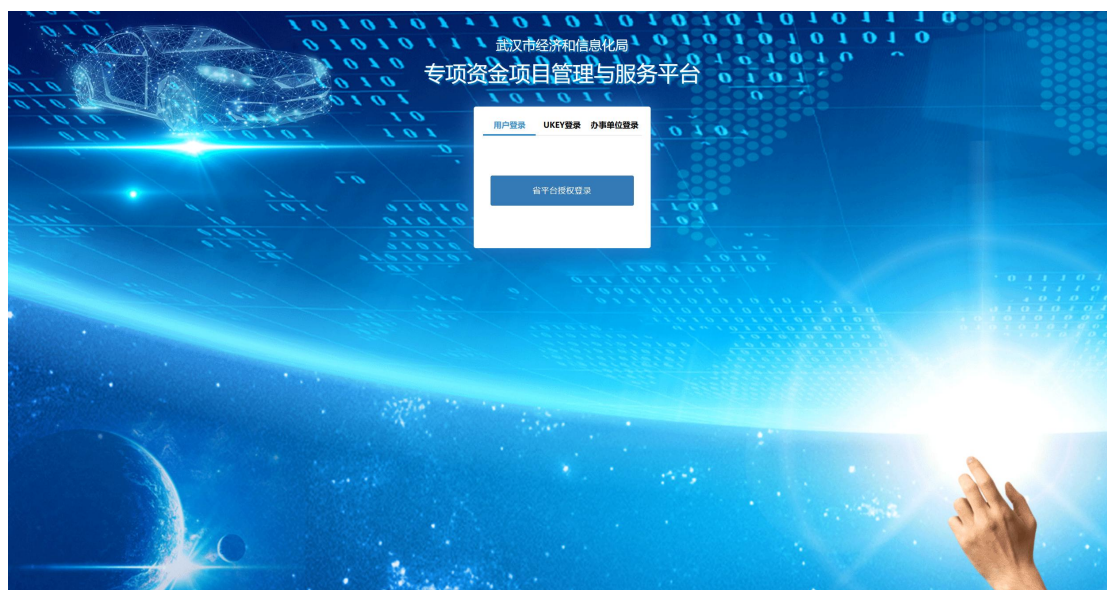 武汉市经济和信息化局
专项资金项目管理与服务平台
用户登录 UKEY登录 办事单位登录
省平台授权登录